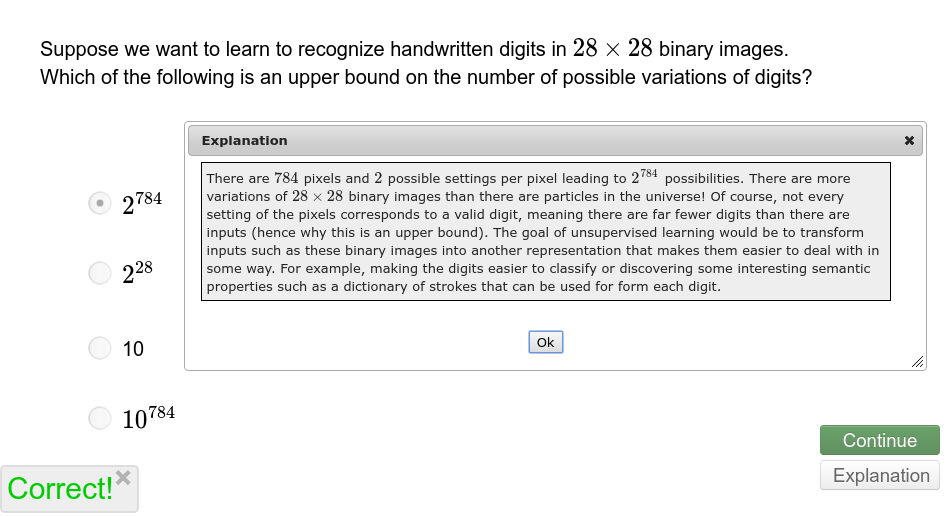 Suppose we want to learn to recognize handwritten digits in 28 × 28 binary images.
Which of the following is an upper bound on the number of possible variations of digits?
Explanation
There are 784 pixels and 2 possible settings per pixel leading to 2^784 possibilities. There are more
variations of 28 × 28 binary images than there are particles in the universe! Of course, not every
setting of the pixels corresponds to a valid digit, meaning there are far fewer digits than there are
inputs (hence why this is an upper bound). The goal of unsupervised learning would be to transform
inputs such as these binary images into another representation that makes them easier to deal with in
some way. For example, making the digits easier to classify or discovering some interesting semantic
properties such as a dictionary of strokes that can be used for form each digit.
Ok
2^784
2^28
10
10^784
Continue
Explanation
Correct!